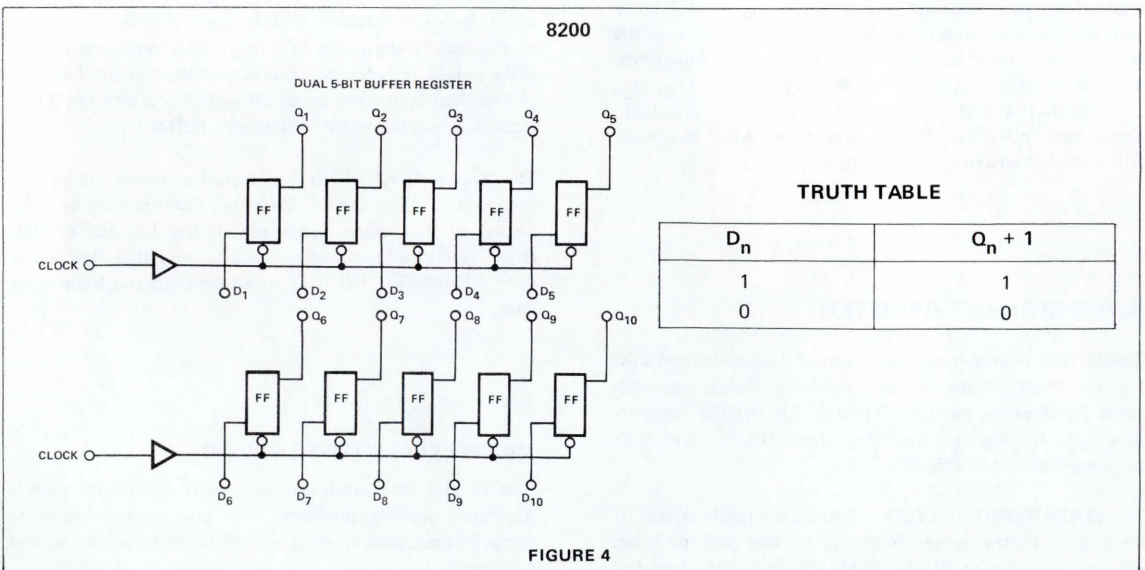 8200
DUAL 5-BIT BUFFER REGISTER
Q1 Q2 Q3 Q4 Q5
FF FF FF FF FF
CLOCK
D1 D2 D3 D4 D5
Q6 Q7 Q8 Q9 Q10
FF FF FF FF FF
CLOCK
D6 D7 D8 D9 D10
TRUTH TABLE
Dn Qn + 1
1 1
0 0
FIGURE 4